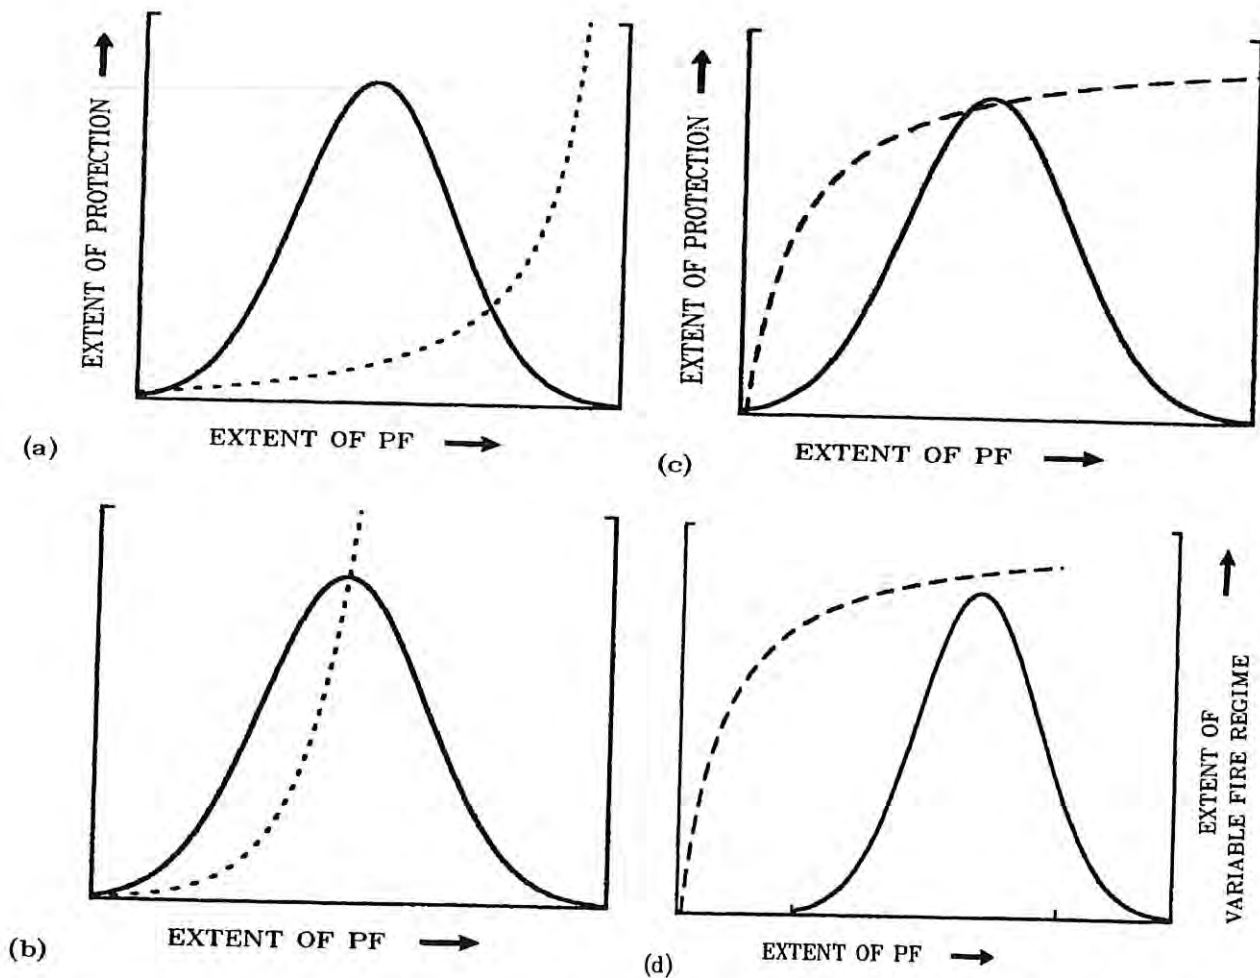 EXTENT OF PROTECTION
EXTENT OF PF
(a)
EXTENT OF PROTECTION
EXTENT OF PF
(c)
EXTENT OF PF
(b)
EXTENT OF
VARIABLE FIRE REGIME
EXTENT OF PF
(d)